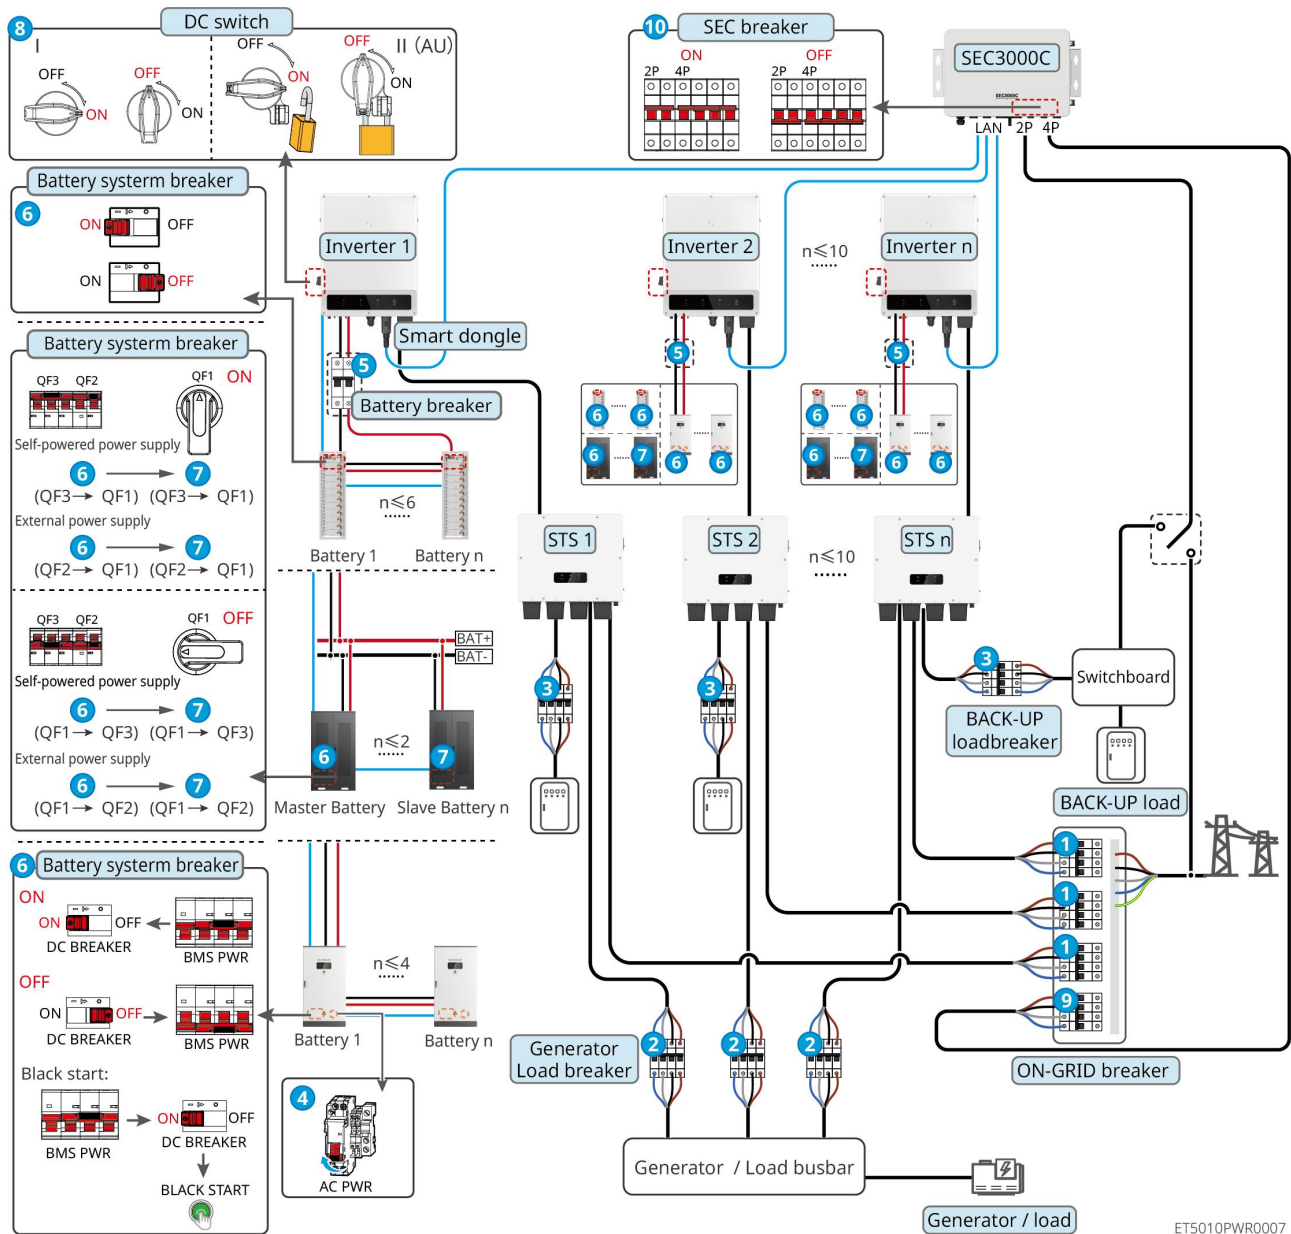 8
DC switch
I
OFF
ON
OFF
ON
OFF
ON
II (AU)
OFF
ON
10
SEC breaker
ON
OFF
2P 4P
2P 4P
SEC3000C
SEC3000C
LAN 2P 4P
Battery systerm breaker
6
ON
OFF
ON
OFF
Inverter 1
Inverter 2
n≤10
......
Inverter n
Smart dongle
5
Battery breaker
5
5
6 ...... 6
6 ...... 7
6 6
6 ...... 6
6 ...... 7
6 6
Battery systerm breaker
QF3 QF2
QF1
ON
Self-powered power supply
6 → 7
(QF3→ QF1) (QF3→ QF1)
External power supply
6 → 7
(QF2→ QF1) (QF2→ QF1)
QF3 QF2
QF1
OFF
Self-powered power supply
6 → 7
(QF1→ QF3) (QF1→ QF3)
External power supply
6 → 7
(QF1→ QF2) (QF1→ QF2)
n≤6
......
Battery 1
Battery n
STS 1
STS 2
n≤10
......
STS n
BAT+
BAT-
3
3
3
Switchboard
BACK-UP
loadbreaker
BACK-UP load
6
n≤2
......
7
Master Battery
Slave Battery n
1
1
1
9
ON-GRID breaker
6
Battery systerm breaker
ON
ON
OFF
DC BREAKER
BMS PWR
OFF
ON
OFF
DC BREAKER
BMS PWR
Black start:
BMS PWR
ON
OFF
DC BREAKER
BLACK START
n≤4
......
Battery 1
Battery n
4
AC PWR
Generator
Load breaker
2
2
2
Generator / Load busbar
Generator / load
ET5010PWR0007